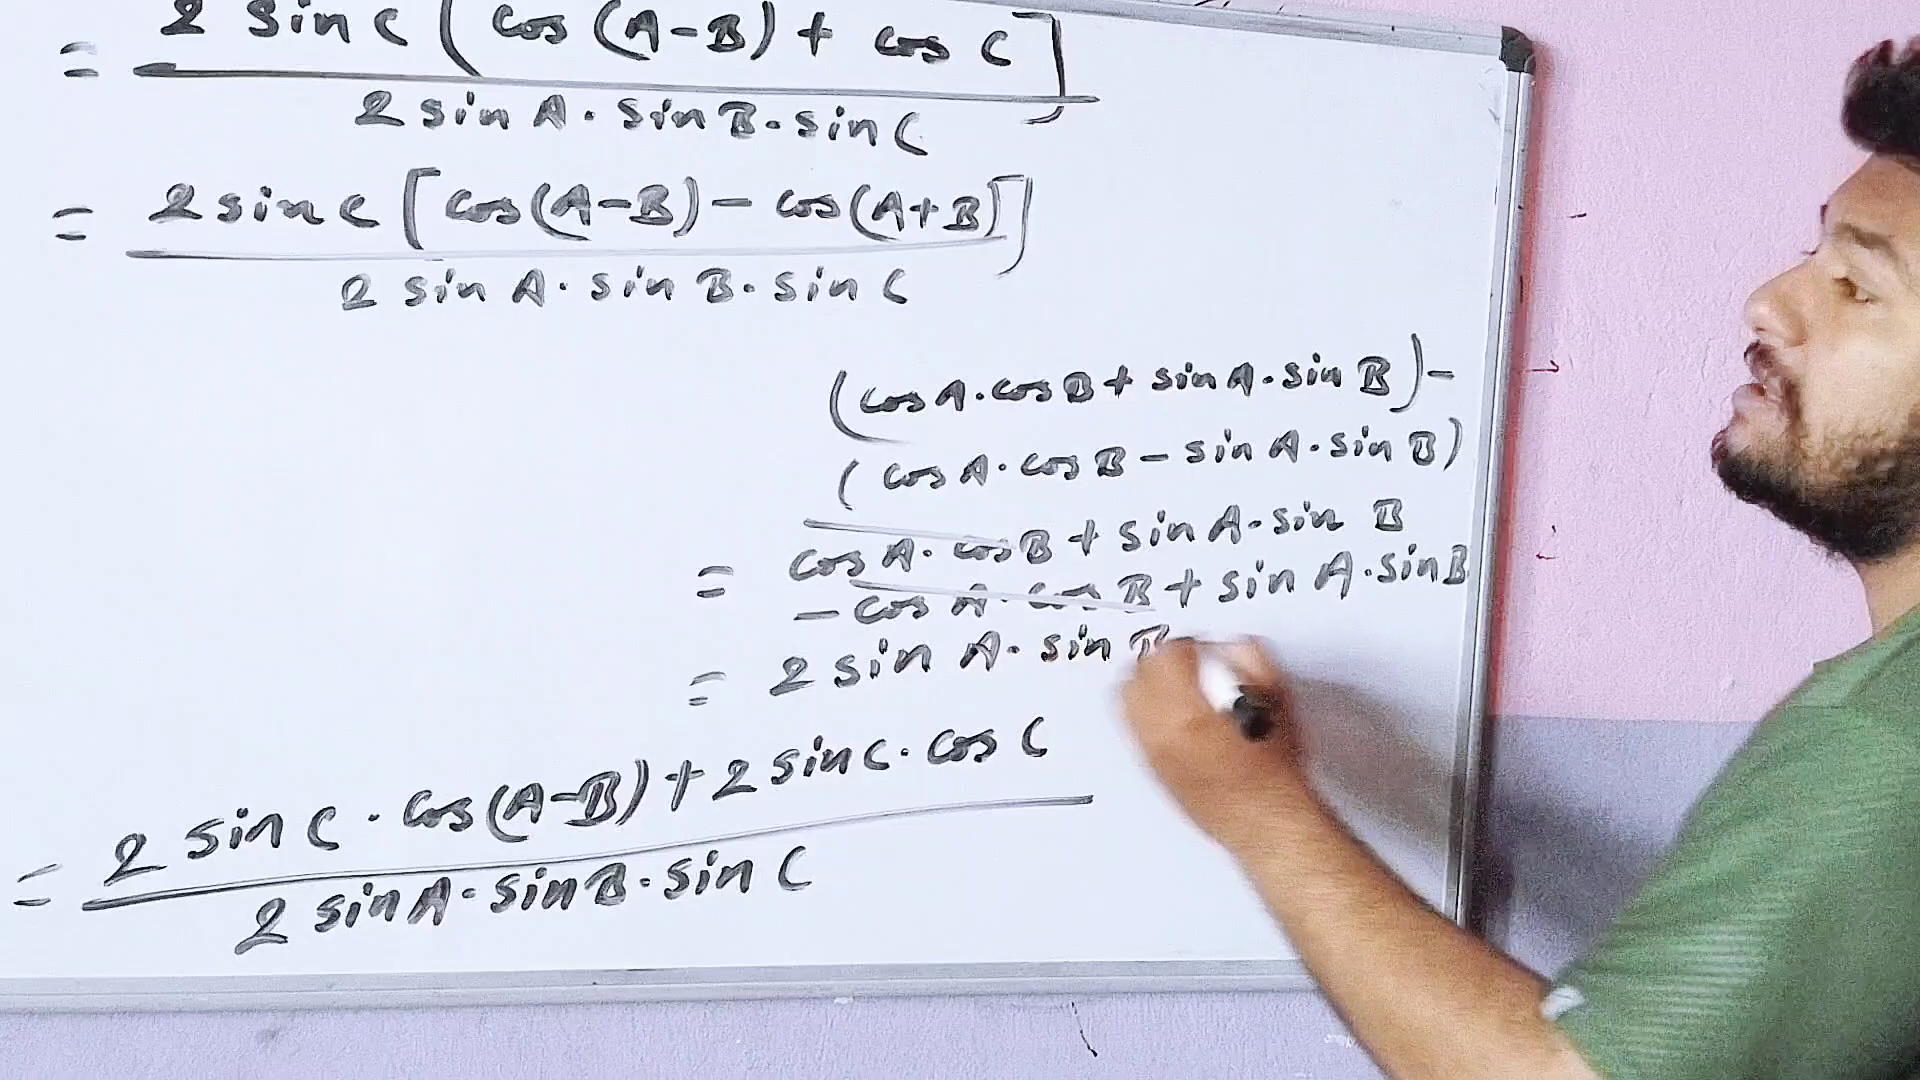 = 2 sin C ( cos (A-B) + cos C ]
2 sin A · sin B · sin C
= 2 sin C [ cos(A-B) - cos(A+B) ]
2 sin A · sin B · sin C
(cos A · cos B + sin A · sin B) -
(cos A · cos B - sin A · sin B)
= cos A · cos B + sin A · sin B
- cos A · cos B + sin A · sin B
= 2 sin A · sin B
= 2 sin C · cos(A-B) + 2 sin C · cos C
2 sin A · sin B · sin C